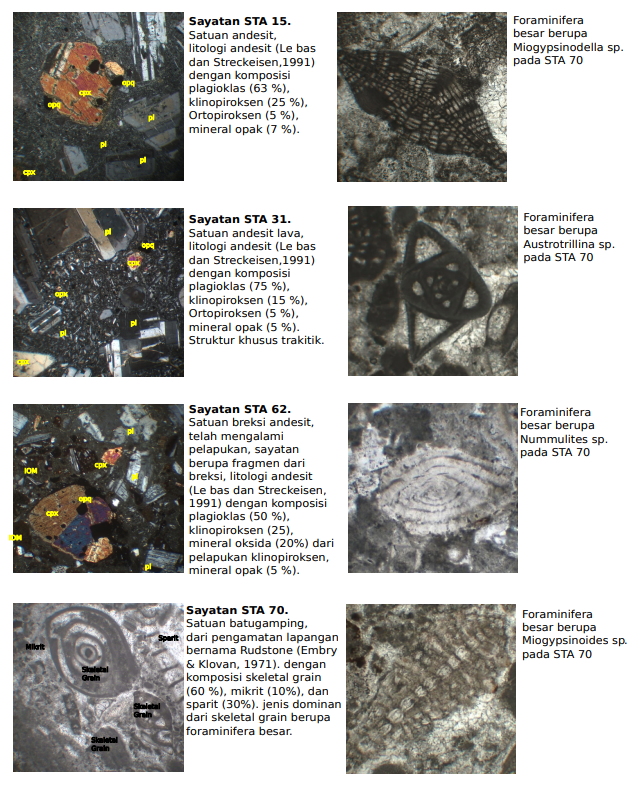 Sayatan STA 15.
Satuan andesit,
litologi andesit (Le bas
dan Streckeisen,1991)
dengan komposisi
plagioklas (63 %),
klinopiroksen (25 %),
Ortopiroksen (5 %),
mineral opak (7 %).
opq
cpx
opq
pl
pl
pl
cpx
Foraminifera
besar berupa
Miogypsinodella sp.
pada STA 70
Sayatan STA 31.
Satuan andesit lava,
litologi andesit (Le bas
dan Streckeisen,1991)
dengan komposisi
plagioklas (75 %),
klinopiroksen (15 %),
Ortopiroksen (5 %),
mineral opak (5 %).
Struktur khusus trakitik.
pl
opq
cpx
opx
pl
pl
cpx
Foraminifera
besar berupa
Austrotrillina sp.
pada STA 70
Sayatan STA 62.
Satuan breksi andesit,
telah mengalami
pelapukan, sayatan
berupa fragmen dari
breksi, litologi andesit
(Le bas dan Streckeisen,
1991) dengan komposisi
plagioklas (50 %),
klinopiroksen (25),
mineral oksida (20%) dari
pelapukan klinopiroksen,
mineral opak (5 %).
pl
cpx
IOM
pl
opq
cpx
OM
pl
Foraminifera
besar berupa
Nummulites sp.
pada STA 70
Sayatan STA 70.
Satuan batugamping,
dari pengamatan lapangan
bernama Rudstone (Embry
& Klovan, 1971). dengan
komposisi skeletal grain
(60 %), mikrit (10%), dan
sparit (30%). jenis dominan
dari skeletal grain berupa
foraminifera besar.
Mikrit
Sparit
Skeletal
Grain
Skeletal
Grain
Skeletal
Grain
Foraminifera
besar berupa
Miogypsinoides sp.
pada STA 70